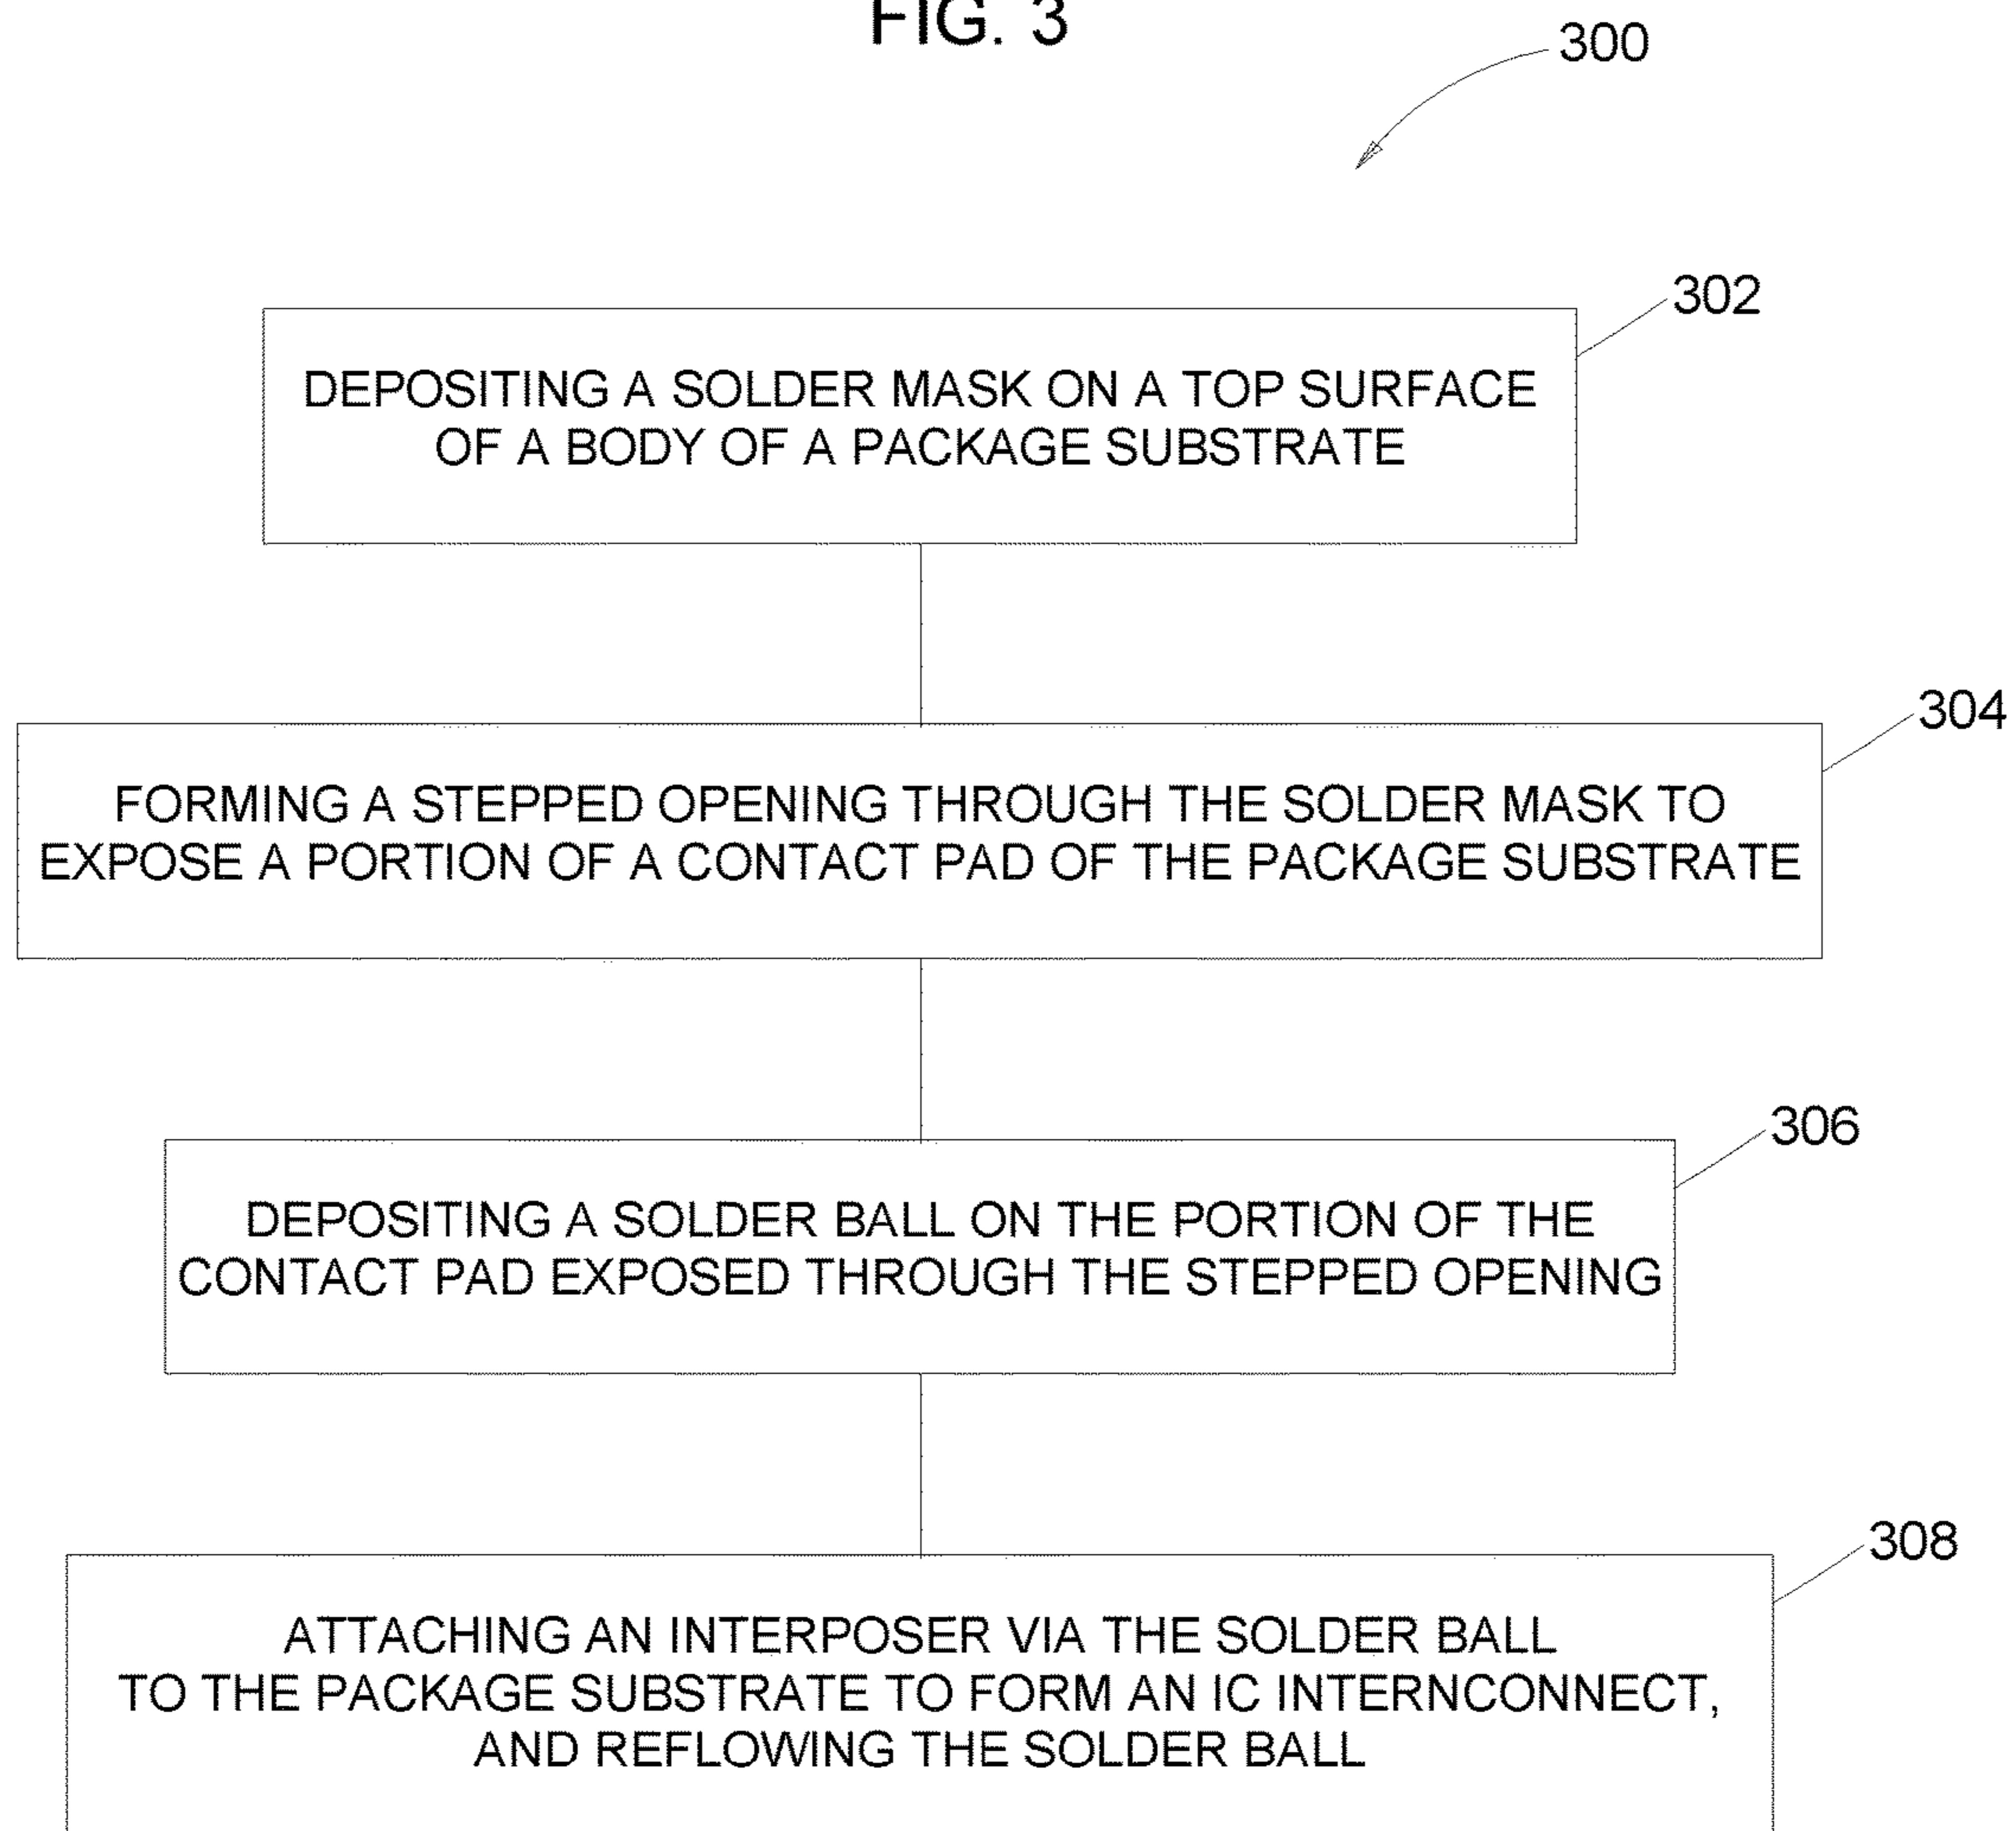 FIG. 3
300
302
DEPOSITING A SOLDER MASK ON A TOP SURFACE
OF A BODY OF A PACKAGE SUBSTRATE
304
FORMING A STEPPED OPENING THROUGH THE SOLDER MASK TO
EXPOSE A PORTION OF A CONTACT PAD OF THE PACKAGE SUBSTRATE
306
DEPOSITING A SOLDER BALL ON THE PORTION OF THE
CONTACT PAD EXPOSED THROUGH THE STEPPED OPENING
308
ATTACHING AN INTERPOSER VIA THE SOLDER BALL
TO THE PACKAGE SUBSTRATE TO FORM AN IC INTERNCONNECT,
AND REFLOWING THE SOLDER BALL